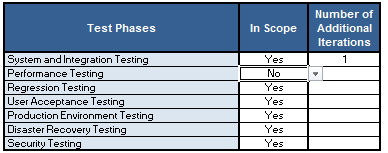 Test Phases In Scope Number of Additional Iterations
System and Integration Testing Yes 1
Performance Testing No
Regression Testing Yes
User Acceptance Testing Yes
Production Environment Testing Yes
Disaster Recovery Testing Yes
Security Testing Yes